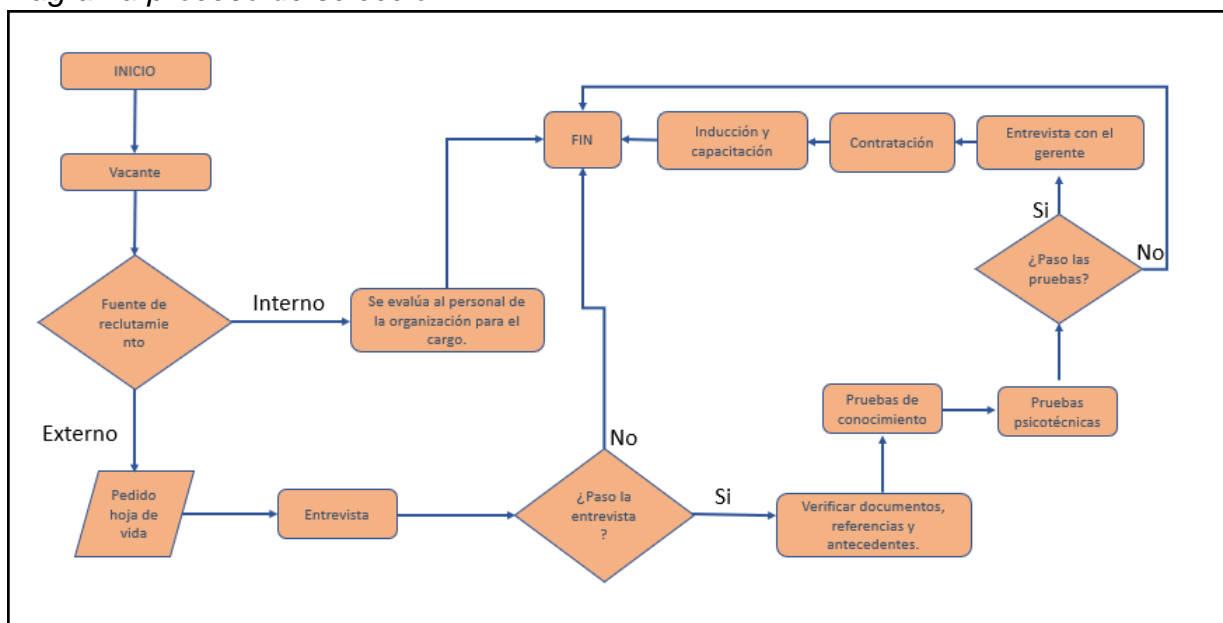 INICIO
Vacante
Fuente de
reclutamie
nto
Interno
Se evalúa al personal de
la organización para el
cargo.
Externo
Pedido
hoja de
vida
Entrevista
¿Paso la
entrevista
?
No
Si
Verificar documentos,
referencias y
antecedentes.
Pruebas de
conocimiento
Pruebas
psicotécnicas
¿Paso las
pruebas?
Si
No
Entrevista con el
gerente
Contratación
Inducción y
capacitación
FIN